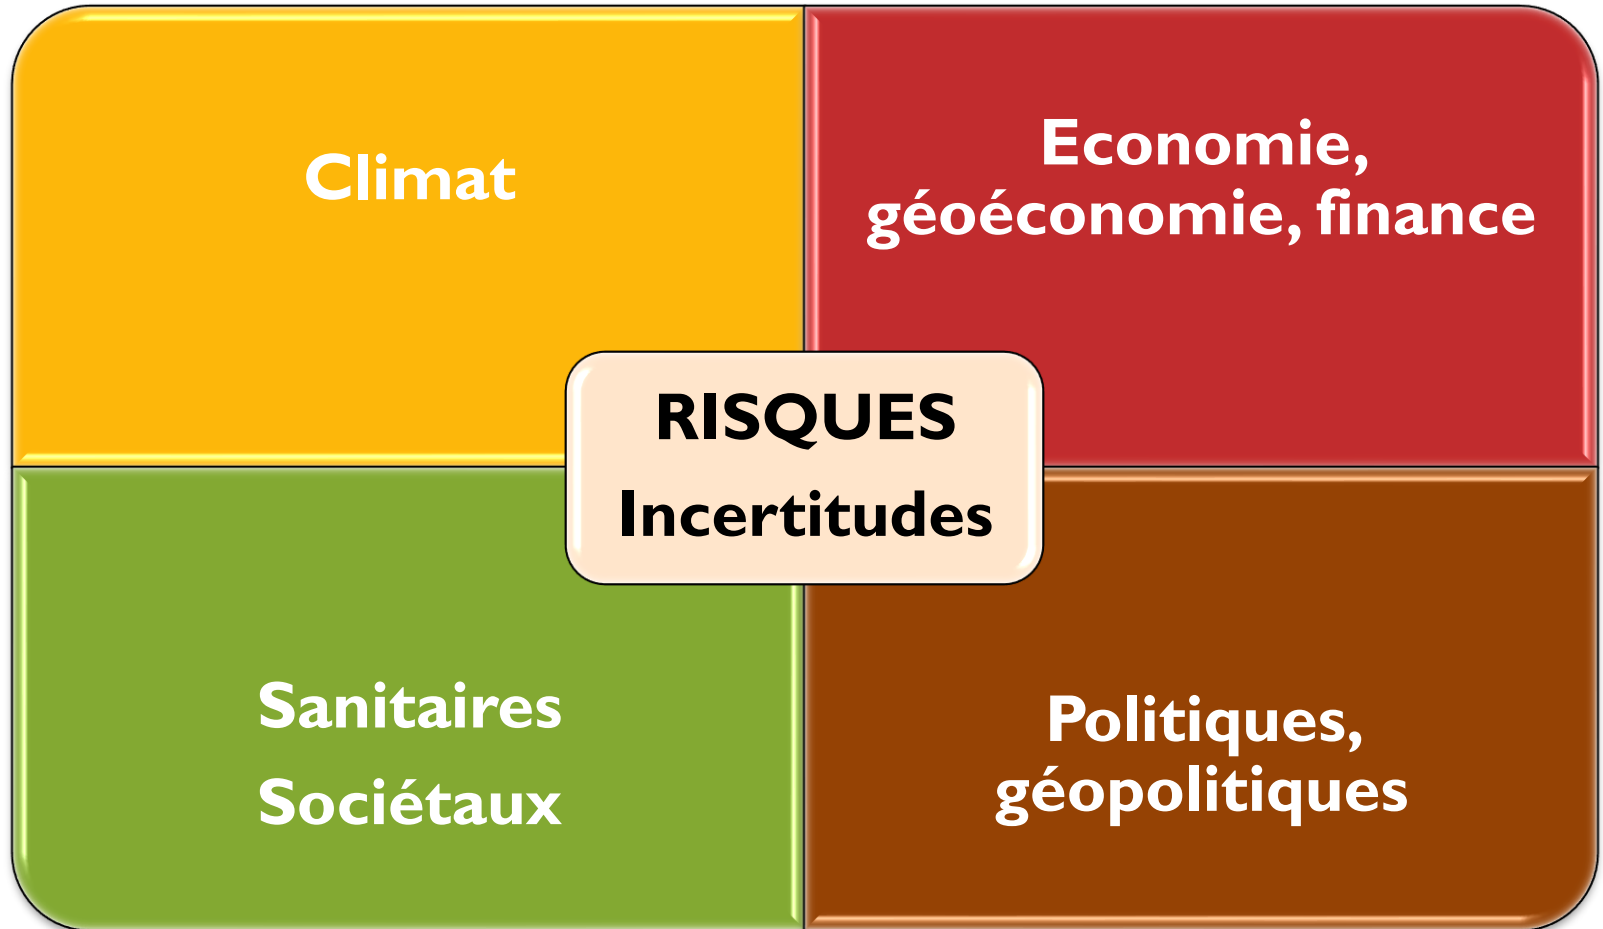 Climat
Economie,
géoéconomie, finance
RISQUES
Incertitudes
Sanitaires
Sociétaux
Politiques,
géopolitiques